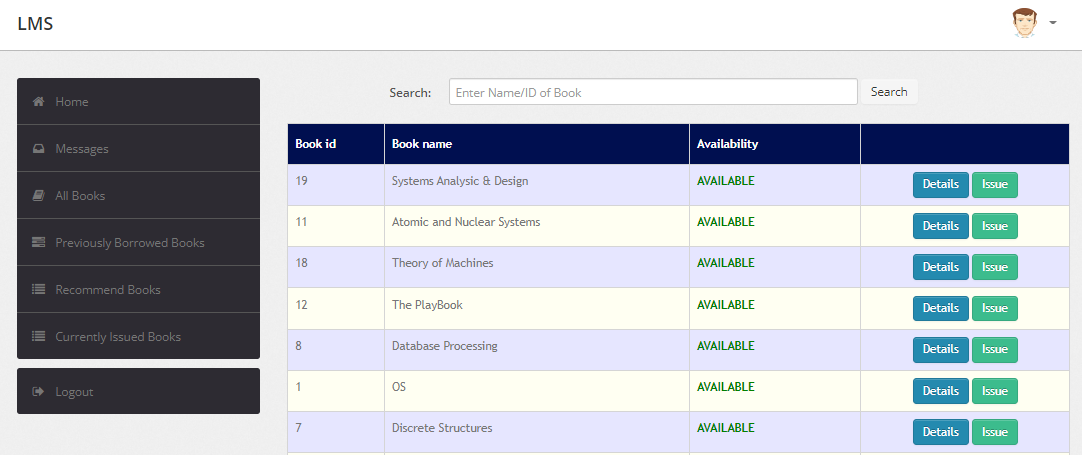 LMS
Home
Messages
All Books
Previously Borrowed Books
Recommend Books
Currently Issued Books
Logout
Search: Enter Name/ID of Book Search
Book id Book name Availability
19 Systems Analysic & Design AVAILABLE Details Issue
11 Atomic and Nuclear Systems AVAILABLE Details Issue
18 Theory of Machines AVAILABLE Details Issue
12 The PlayBook AVAILABLE Details Issue
8 Database Processing AVAILABLE Details Issue
1 OS AVAILABLE Details Issue
7 Discrete Structures AVAILABLE Details Issue